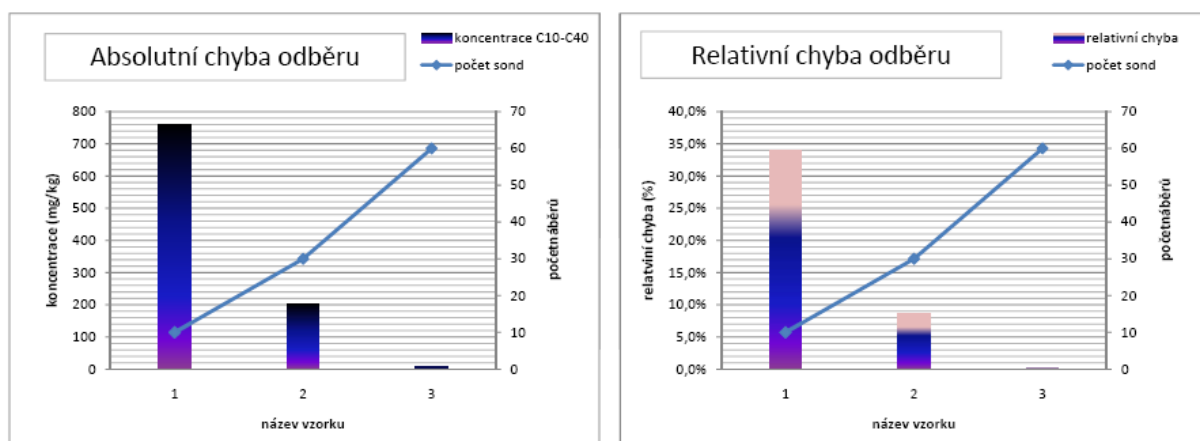 Absolutní chyba odběru
koncentrace C10-C40
počet sond
800
700
600
500
400
300
200
100
0
koncentrace (mg/kg)
70
60
50
40
30
20
10
0
početnáběrů
1 2 3
název vzorku
Relativní chyba odběru
relativní chyba
počet sond
40,0%
35,0%
30,0%
25,0%
20,0%
15,0%
10,0%
5,0%
0,0%
relatvíní chyba (%)
70
60
50
40
30
20
10
0
početnáběrů
1 2 3
název vzorku